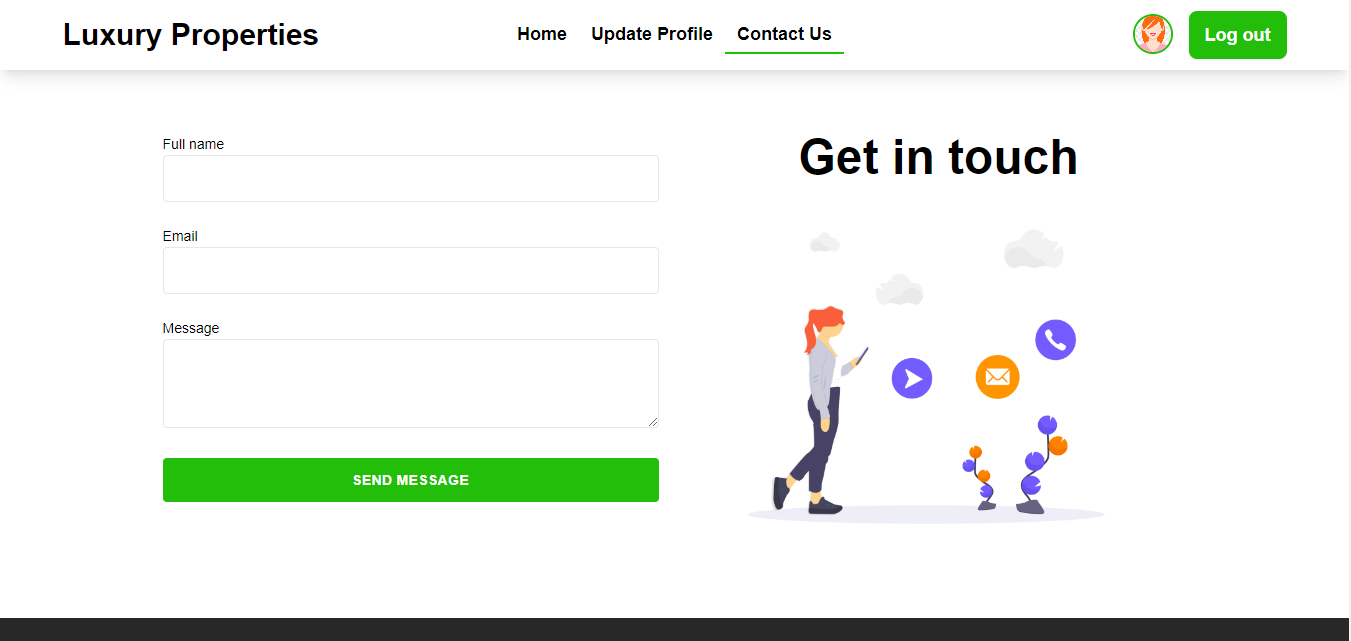 Luxury Properties
Home
Update Profile
Contact Us
Log out
Full name
Email
Message
SEND MESSAGE
Get in touch